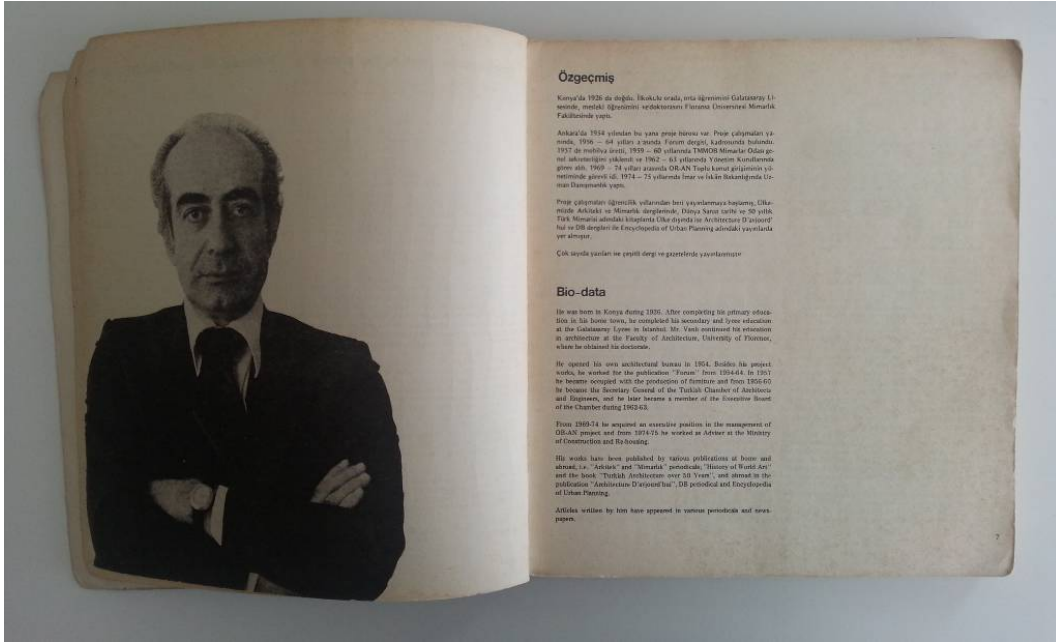 Özgeçmiş
Konya'da 1926 da doğdu. İlkokulu orada, orta öğrenimini Galatasaray Li-
sesinde, mesleki öğrenimini ve doktorasını Floransa Üniversitesi Mimarlık
Fakültesinde yaptı.
Ankara'da 1954 yılından bu yana proje bürosu var. Proje çalışmaları ya-
nında, 1956 – 64 yılları arasında Forum dergisi, kadrosunda bulundu.
1957 de mobilya üretti, 1959 – 60 yıllarında TMMOB Mimarlar Odası ge-
nel sekreterliğini yüklendi ve 1962 – 63 yıllarında Yönetim Kurullarında
görev aldı. 1969 – 74 yılları arasında OR-AN Toplu konut girişiminin yö-
netiminde görevli idi. 1974 – 75 yıllarında İmar ve İskân Bakanlığında Uz-
man Danışmanlık yaptı.
Proje çalışmaları öğrencilik yıllarından beri yayınlanmaya başlamış, Ülke-
mizde Arkitekt ve Mimarlık dergilerinde, Dünya Sanat tarihi ve 50 yıllık
Türk Mimarisi adındaki kitaplarda Ülke dışında ise Architecture D'aujourd'
hui ve DB dergileri ile Encyclopedia of Urban Planning adındaki yayınlarda
yer almıştır.
Çok sayıda yazıları ise çeşitli dergi ve gazetelerde yayınlanmıştır
Bio-data
He was born in Konya during 1926. After completing his primary educa-
tion in his home town, he completed his secondary and lycee education
at the Galatasaray Lycee in Istanbul. Mr. Vanlı continued his education
in architecture at the Faculty of Architecture, University of Florence,
where he obtained his doctorate.
He opened his own architectural bureau in 1954. Besides his project
works, he worked for the publication "Forum" from 1954-64. In 1957
he became occupied with the production of furniture and from 1956-60
he became the Secretary General of the Turkish Chamber of Architects
and Engineers, and he later became a member of the Executive Board
of the Chamber during 1962-63.
From 1969-74 he acquired an executive position in the management of
OR-AN project and from 1974-75 he worked as Adviser at the Ministry
of Construction and Re-housing.
His works have been published by various publications at home and
abroad, i.e. "Arkitek" and "Mimarlık" periodicals, "History of World Art"
and the book "Turkish Architecture over 50 Years", and abroad in the
publication "Architecture D'aujourd'hui", DB periodical and Encyclopedia
of Urban Planning.
Articles written by him have appeared in various periodicals and news-
papers.
7